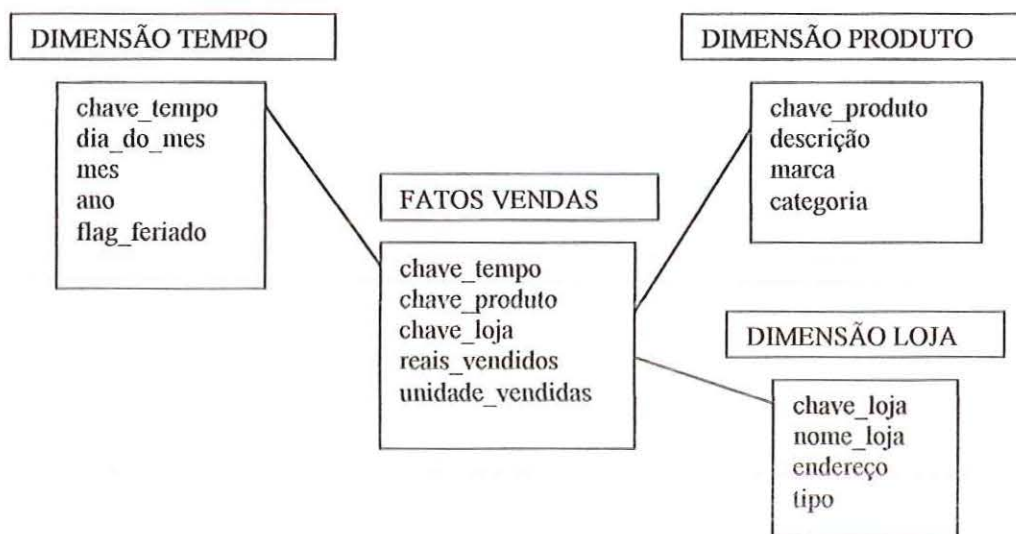 DIMENSÃO TEMPO
chave_tempo
dia_do_mes
mes
ano
flag_feriado
FATOS VENDAS
chave_tempo
chave_produto
chave_loja
reais_vendidos
unidade_vendidas
DIMENSÃO PRODUTO
chave_produto
descrição
marca
categoria
DIMENSÃO LOJA
chave_loja
nome_loja
endereço
tipo